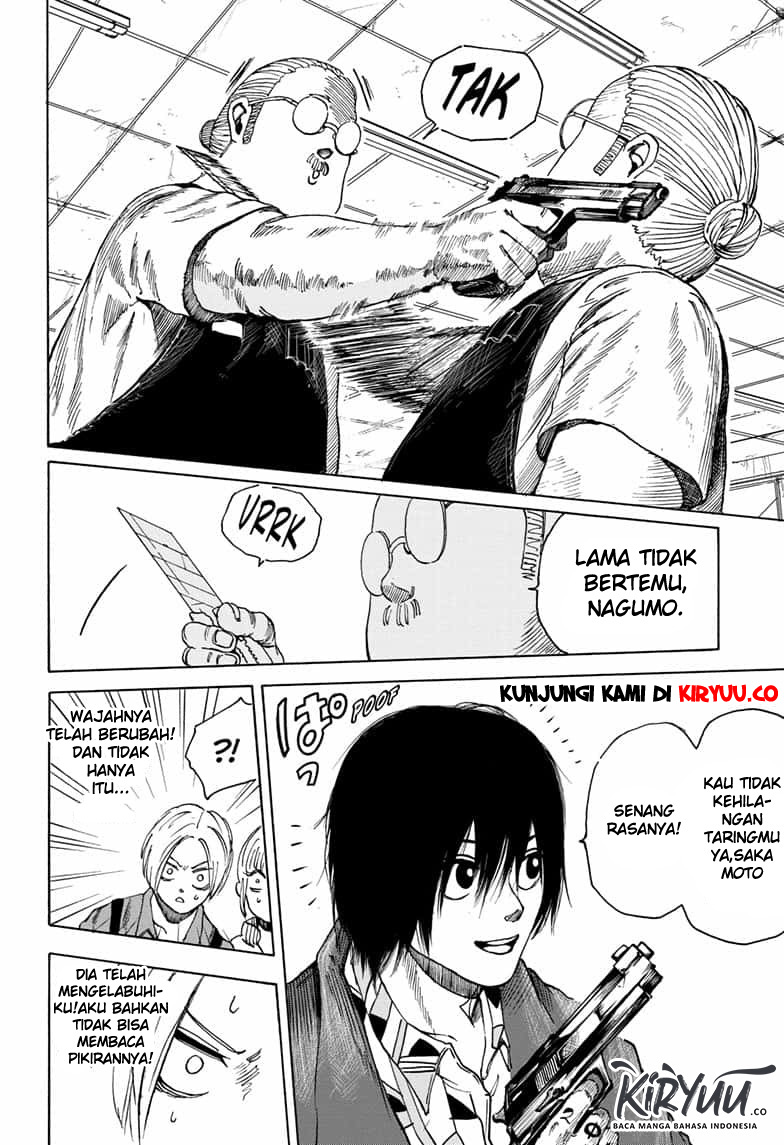 TAK
VRRK
LAMA TIDAK
BERTEMU,
NAGUMO.
KUNJUNGI KAMI DI KIRYUU.CO
KAU TIDAK
KEHILA-
NGAN
TARINGMU
YA,SAKA
MOTO
SENANG
RASANYA!
ぱっ
POOF
?!
WAJAHNYA
TELAH BERUBAH!
DAN TIDAK
HANYA
ITU...
DIA TELAH
MENGELABUHI-
KU!AKU BAHKAN
TIDAK BISA
MEMBACA
PIKIRANNYA!
KIRYUU.CO
BACA MANGA BAHASA INDONESIA